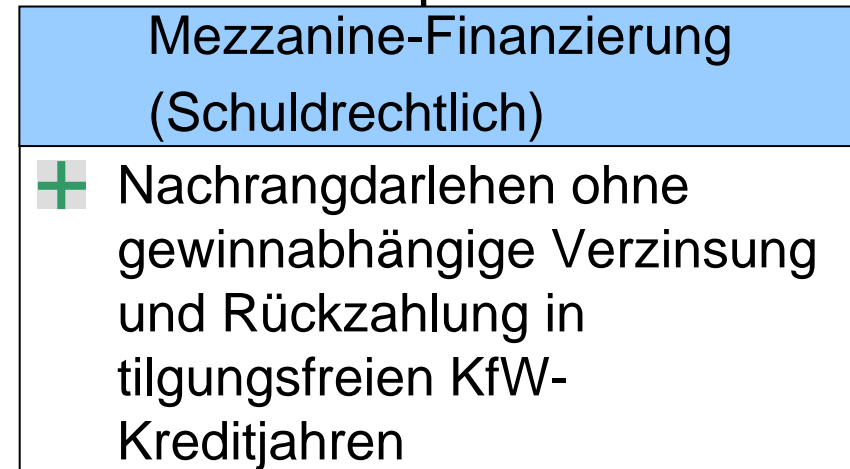 Mezzanine-Finanzierung
(Schuldrechtlich)
Nachrangdarlehen ohne
gewinnabhängige Verzinsung
und Rückzahlung in
tilgungsfreien KfW-
Kreditjahren